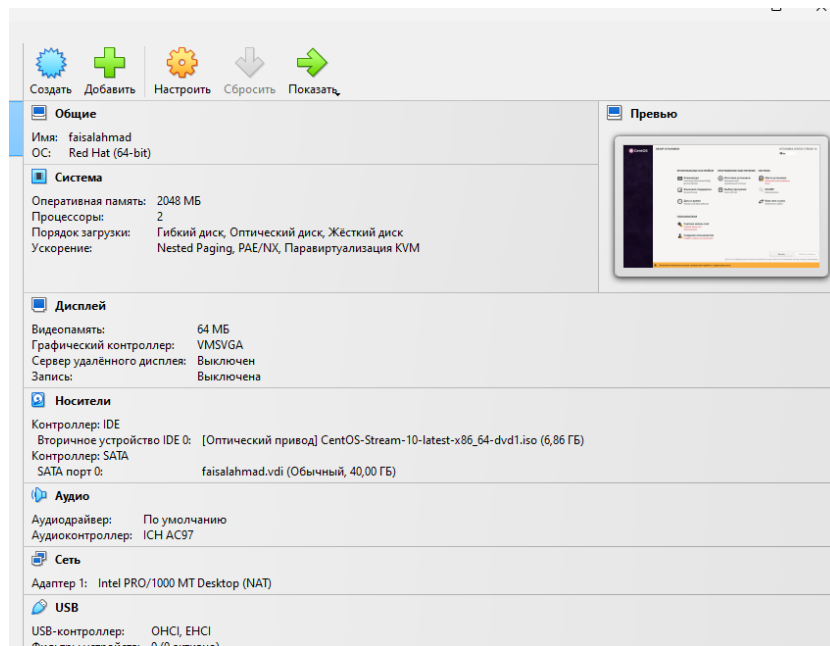 Создать Добавить Настроить Сбросить Показать
Общие
Имя: faisalahmad
ОС: Red Hat (64-bit)
Превью
CentOS
Система
Оперативная память: 2048 МБ
Процессоры: 2
Порядок загрузки: Гибкий диск, Оптический диск, Жёсткий диск
Ускорение: Nested Paging, PAE/NX, Паравиртуализация KVM
Дисплей
Видеопамять: 64 МБ
Графический контроллер: VMSVGA
Сервер удалённого дисплея: Выключен
Запись: Выключена
Носители
Контроллер: IDE
Вторичное устройство IDE 0: [Оптический привод] CentOS-Stream-10-latest-x86_64-dvd1.iso (6,86 ГБ)
Контроллер: SATA
SATA порт 0: faisalahmad.vdi (Обычный, 40,00 ГБ)
Аудио
Аудиодрайвер: По умолчанию
Аудиоконтроллер: ICH AC97
Сеть
Адаптер 1: Intel PRO/1000 MT Desktop (NAT)
USB
USB-контроллер: OHCI, EHCI